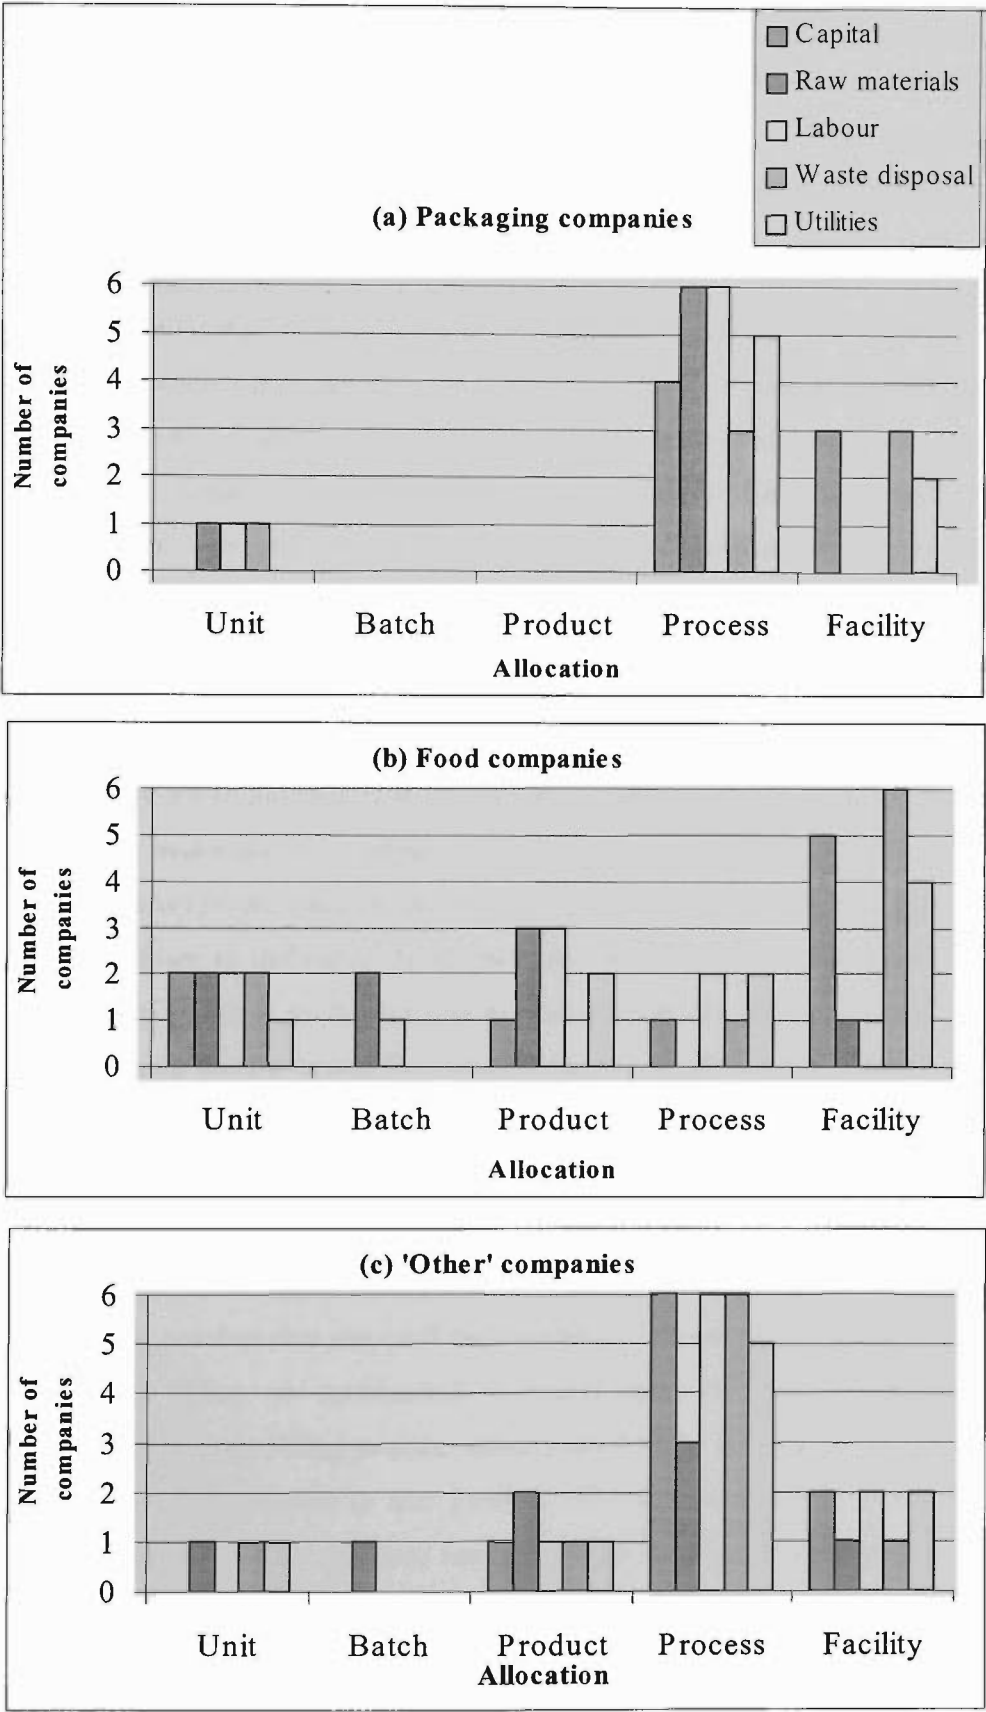 Capital
Raw materials
Labour
Waste disposal
Utilities
(a) Packaging companies
Number of
companies
6
5
4
3
2
1
0
Unit Batch Product Process Facility
Allocation
(b) Food companies
Number of
companies
6
5
4
3
2
1
0
Unit Batch Product Process Facility
Allocation
(c) 'Other' companies
Number of
companies
6
5
4
3
2
1
0
Unit Batch Product Process Facility
Allocation